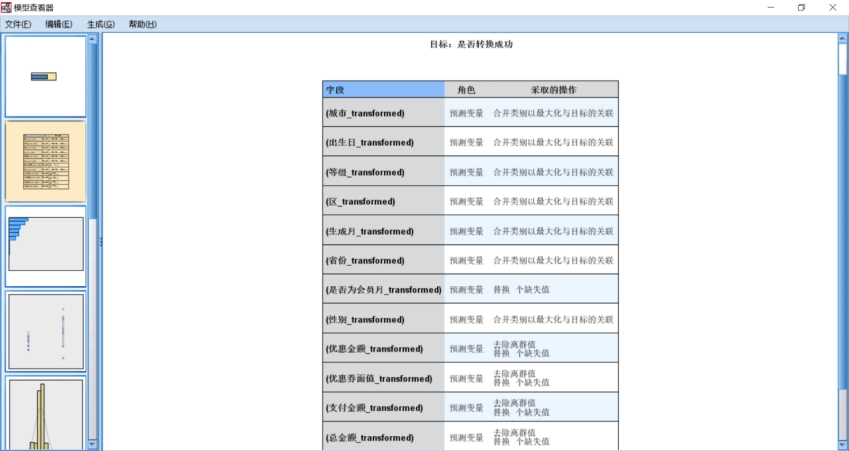 模型查看器
文件(F) 编辑(E) 生成(G) 帮助(H)
目标：是否转换成功
字段 角色 采取的操作
(城市_transformed) 预测变量 合并类别以最大化与目标的关联
(出生日_transformed) 预测变量 合并类别以最大化与目标的关联
(等级_transformed) 预测变量 合并类别以最大化与目标的关联
(区_transformed) 预测变量 合并类别以最大化与目标的关联
(生成月_transformed) 预测变量 合并类别以最大化与目标的关联
(省份_transformed) 预测变量 合并类别以最大化与目标的关联
(是否为会员月_transformed) 预测变量 替换 个缺失值
(性别_transformed) 预测变量 合并类别以最大化与目标的关联
(优惠金额_transformed) 预测变量 去除离群值
替换 个缺失值
(优惠券面值_transformed) 预测变量 去除离群值
替换 个缺失值
(支付金额_transformed) 预测变量 去除离群值
替换 个缺失值
(总金额_transformed) 预测变量 去除离群值
替换 个缺失值